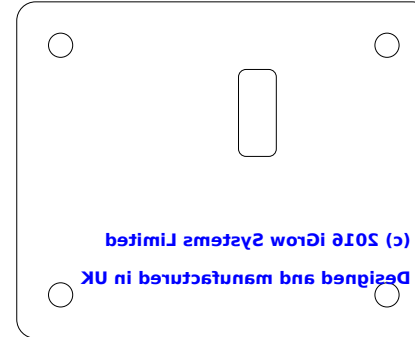 (c) 2016 iGrow Systems Limited
Designed and manufactured in UK